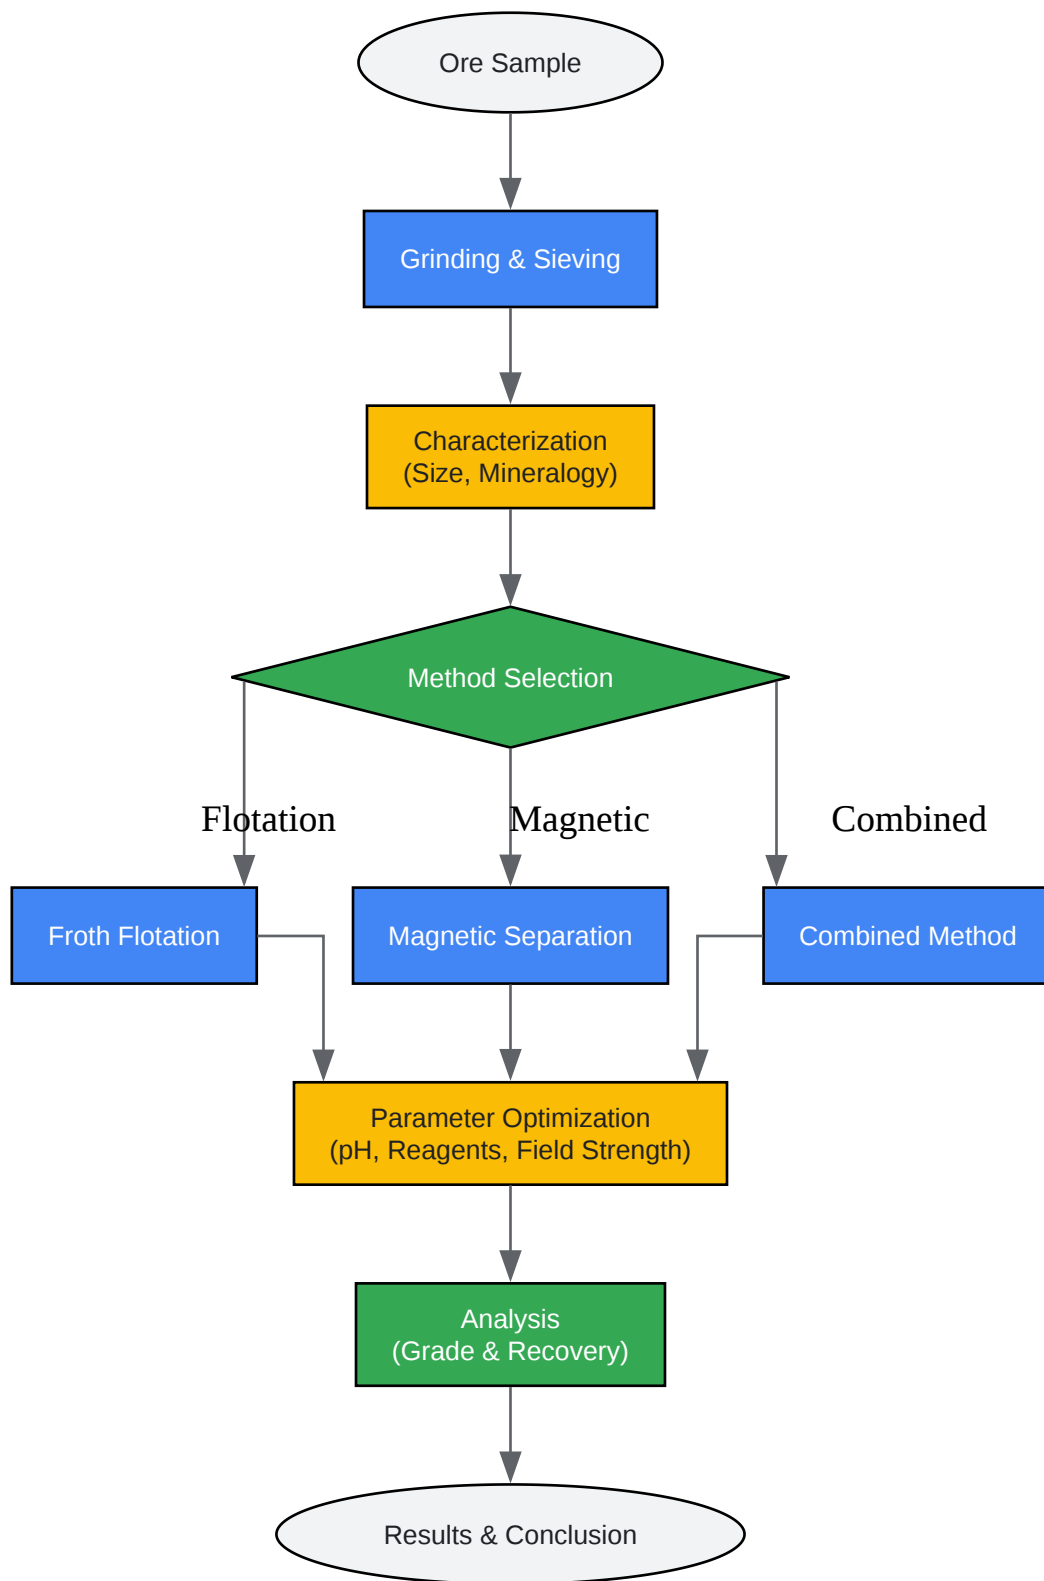 Ore Sample
Grinding & Sieving
Characterization
(Size, Mineralogy)
Method Selection
Flotation
Magnetic
Combined
Froth Flotation
Magnetic Separation
Combined Method
Parameter Optimization
(pH, Reagents, Field Strength)
Analysis
(Grade & Recovery)
Results & Conclusion